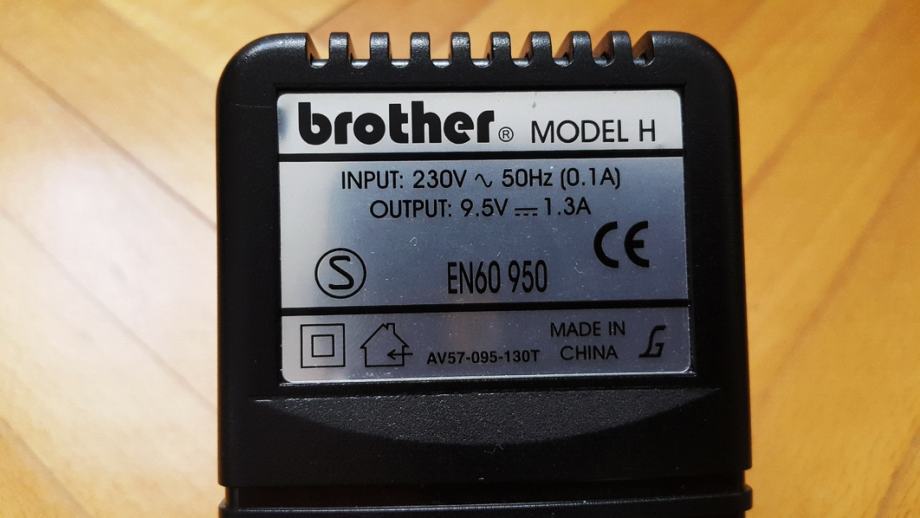 brother® MODEL H
INPUT: 230V ∿ 50Hz (0.1A)
OUTPUT: 9.5V ⎓ 1.3A
CE
S
EN60 950
MADE IN
CHINA
AV57-095-130T